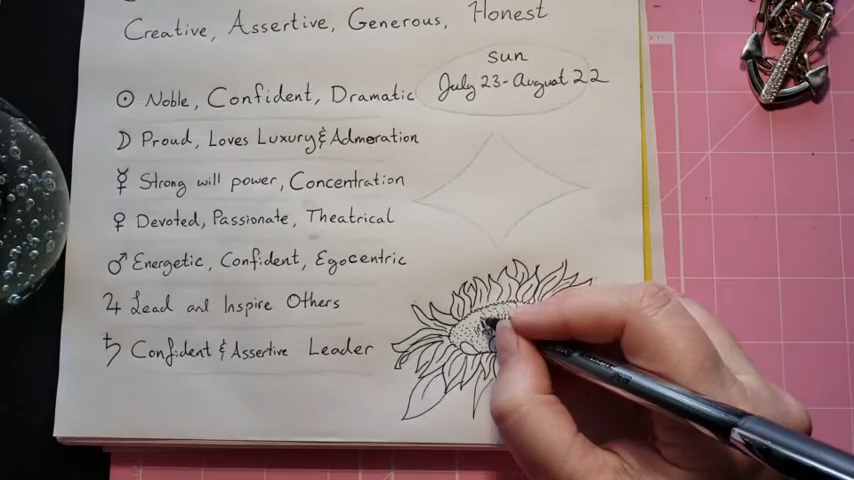 Creative, Assertive, Generous, Honest
sun
July 23-August 22
☉ Noble, Confident, Dramatic
☽ Proud, Loves Luxury & Admoration
☿ Strong will power, Concentration
♀ Devoted, Passionate, Theatrical
♂ Energetic, Confident, Egocentric
♃ Lead and Inspire Others
♄ Confident & Assertive Leader